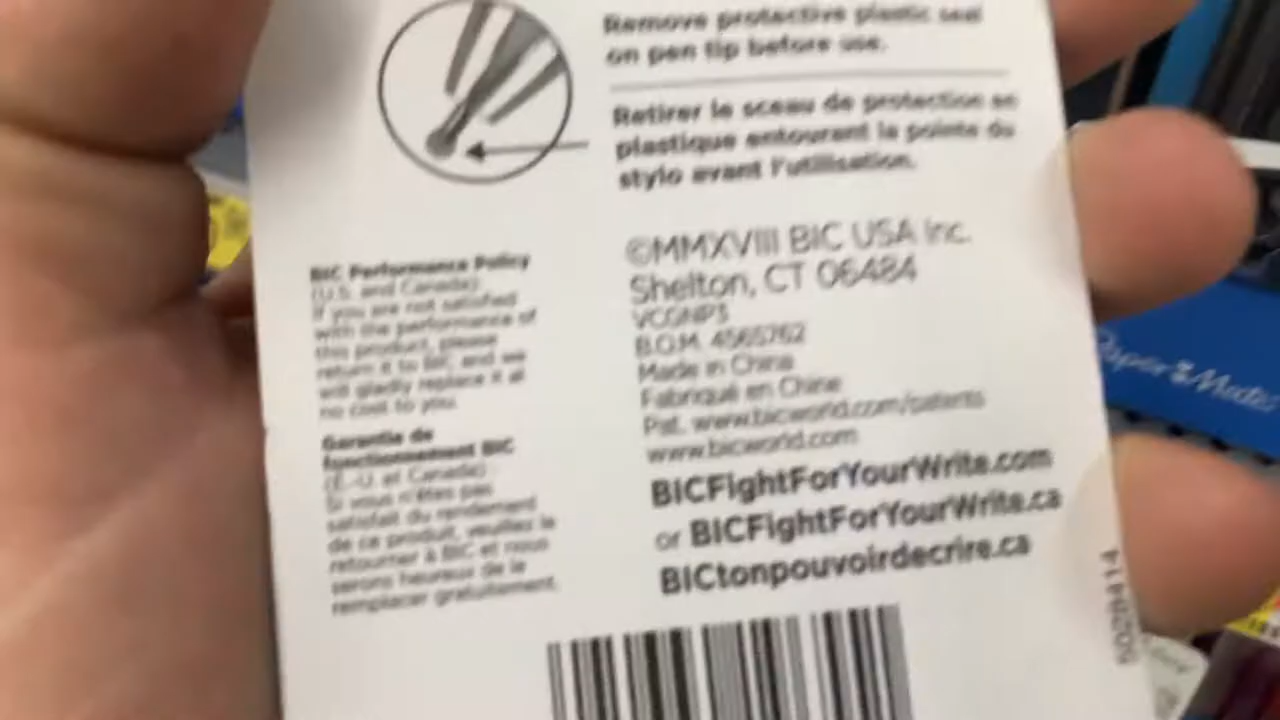 Remove protective plastic seal
on pen tip before use.
Retirer le sceau de protection en
plastique entourant la pointe du
stylo avant l'utilisation.
BIC Performance Policy
(U.S. and Canada):
If you are not satisfied
with the performance of
this product, please
return it to BIC and we
will gladly replace it at
no cost to you.
Garantie de
fonctionnement BIC
(É.-U. et Canada) :
Si vous n'êtes pas
satisfait du rendement
de ce produit, veuillez le
retourner à BIC et nous
serons heureux de le
remplacer gratuitement.
©MMXVIII BIC USA Inc.
Shelton, CT 06484
VCGNP3
B.O.M. 4565762
Made in China
Fabriqué en Chine
Pat. www.bicworld.com/patents
www.bicworld.com
BICFightForYourWrite.com
or BICFightForYourWrite.ca
BICtonpouvoirdecrire.ca
Paper Mate